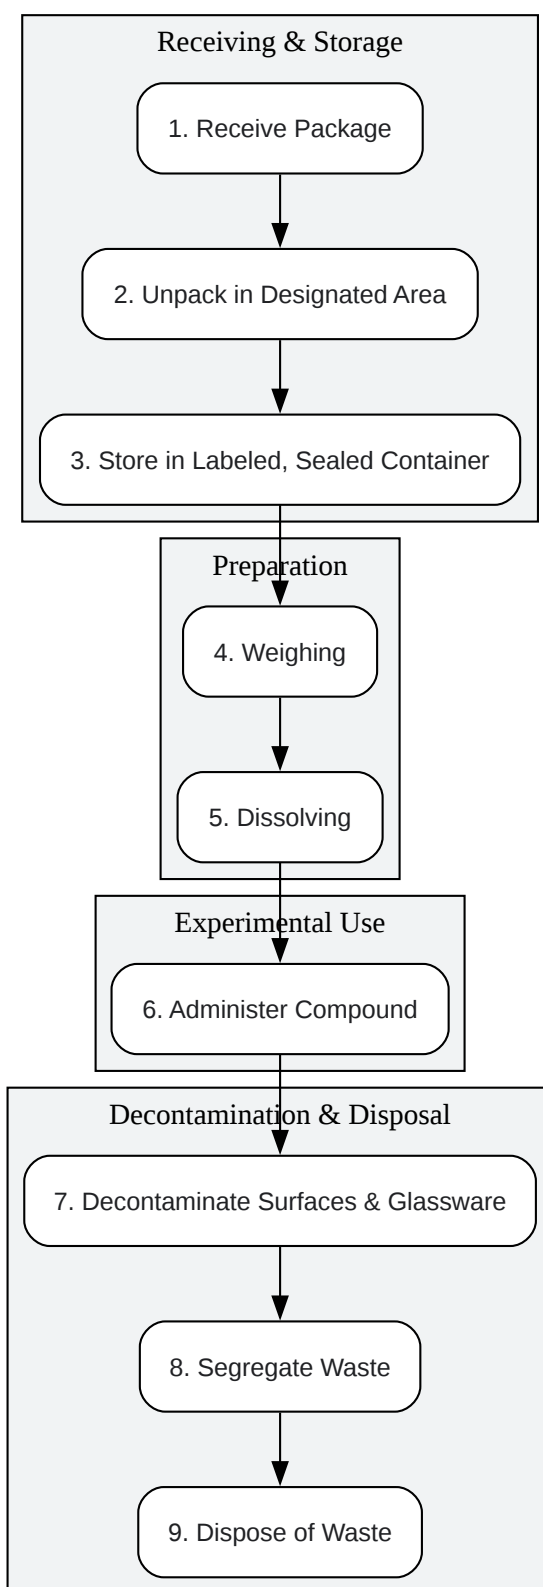 Receiving & Storage
1. Receive Package
2. Unpack in Designated Area
3. Store in Labeled, Sealed Container
Preparation
4. Weighing
5. Dissolving
Experimental Use
6. Administer Compound
Decontamination & Disposal
7. Decontaminate Surfaces & Glassware
8. Segregate Waste
9. Dispose of Waste